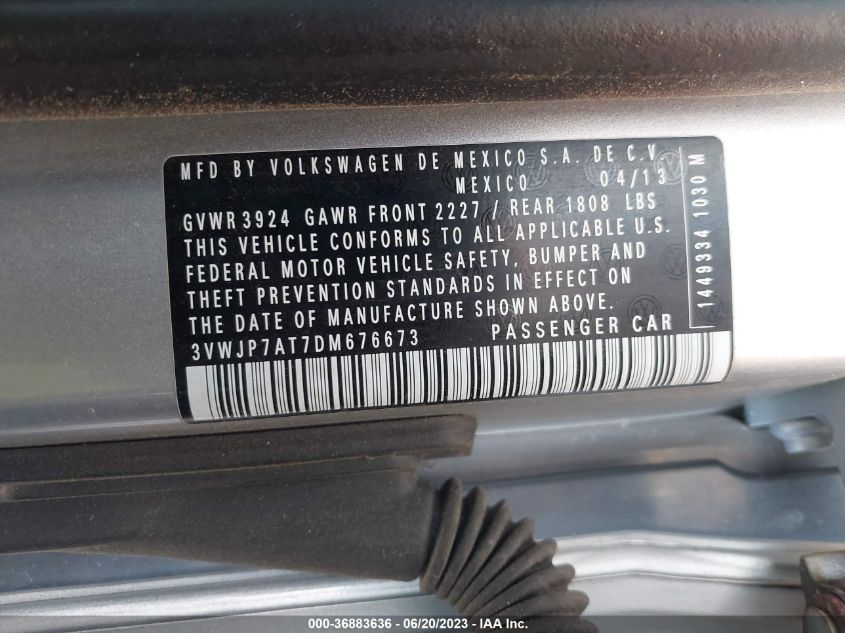 MFD BY VOLKSWAGEN DE MEXICO S.A. DE C.V.
MEXICO 04/13
GVWR 3924 GAWR FRONT 2227 / REAR 1808 LBS
THIS VEHICLE CONFORMS TO ALL APPLICABLE U.S.
FEDERAL MOTOR VEHICLE SAFETY, BUMPER AND
THEFT PREVENTION STANDARDS IN EFFECT ON
THE DATE OF MANUFACTURE SHOWN ABOVE.
3VWJP7AT7DM676673 PASSENGER CAR
1449334 1030 M
000-36883636 - 06/20/2023 - IAA Inc.